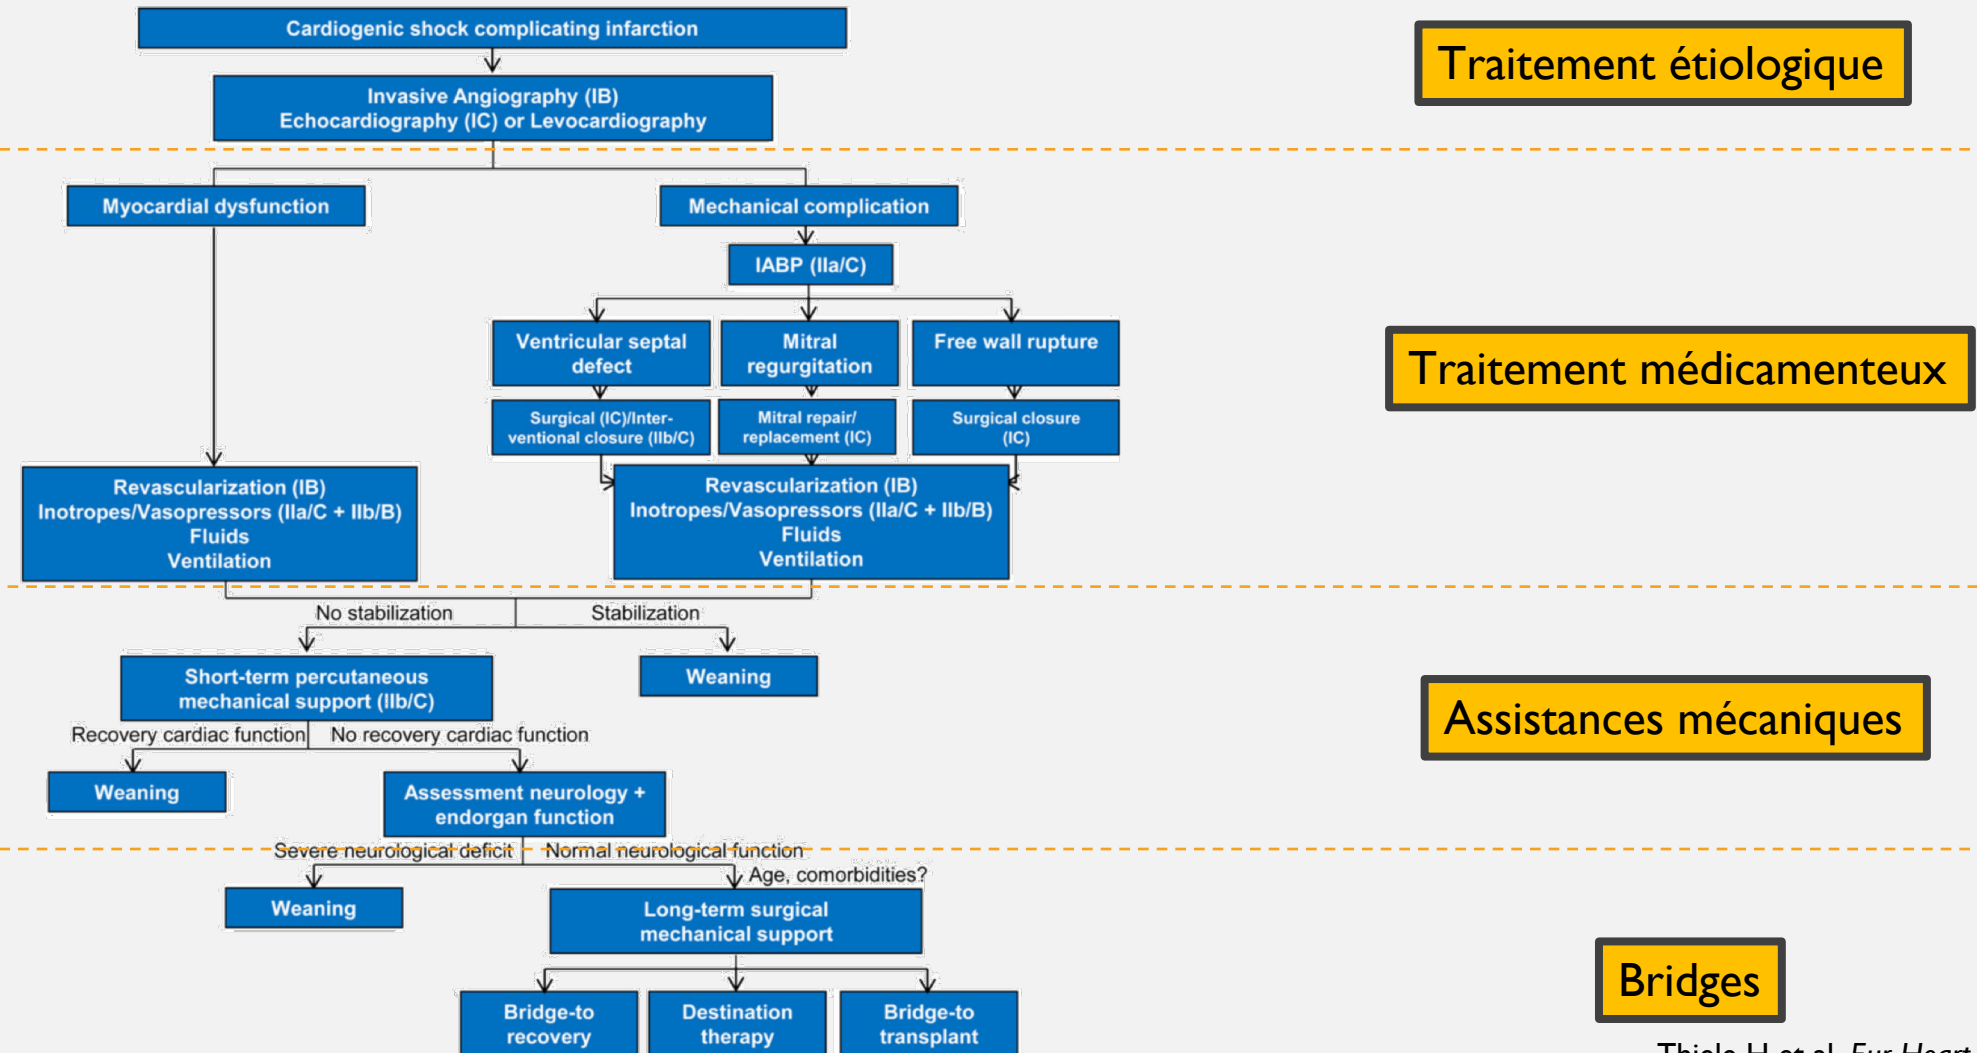 Cardiogenic shock complicating infarction
Traitement étiologique
Invasive Angiography (IB)
Echocardiography (IC) or Levocardiography
Myocardial dysfunction
Mechanical complication
IABP (IIa/C)
Ventricular septal
defect
Mitral
regurgitation
Free wall rupture
Traitement médicamenteux
Surgical (IC)/Inter-
ventional closure (IIb/C)
Mitral repair/
replacement (IC)
Surgical closure
(IC)
Revascularization (IB)
Inotropes/Vasopressors (IIa/C + IIb/B)
Fluids
Ventilation
Revascularization (IB)
Inotropes/Vasopressors (IIa/C + IIb/B)
Fluids
Ventilation
No stabilization
Stabilization
Short-term percutaneous
mechanical support (IIb/C)
Weaning
Assistances mécaniques
Recovery cardiac function
No recovery cardiac function
Weaning
Assessment neurology +
endorgan function
Severe neurological deficit
Normal neurological function
Age, comorbidities?
Weaning
Long-term surgical
mechanical support
Bridges
Bridge-to
recovery
Destination
therapy
Bridge-to
transplant
Thiele H et al. Eur Heart